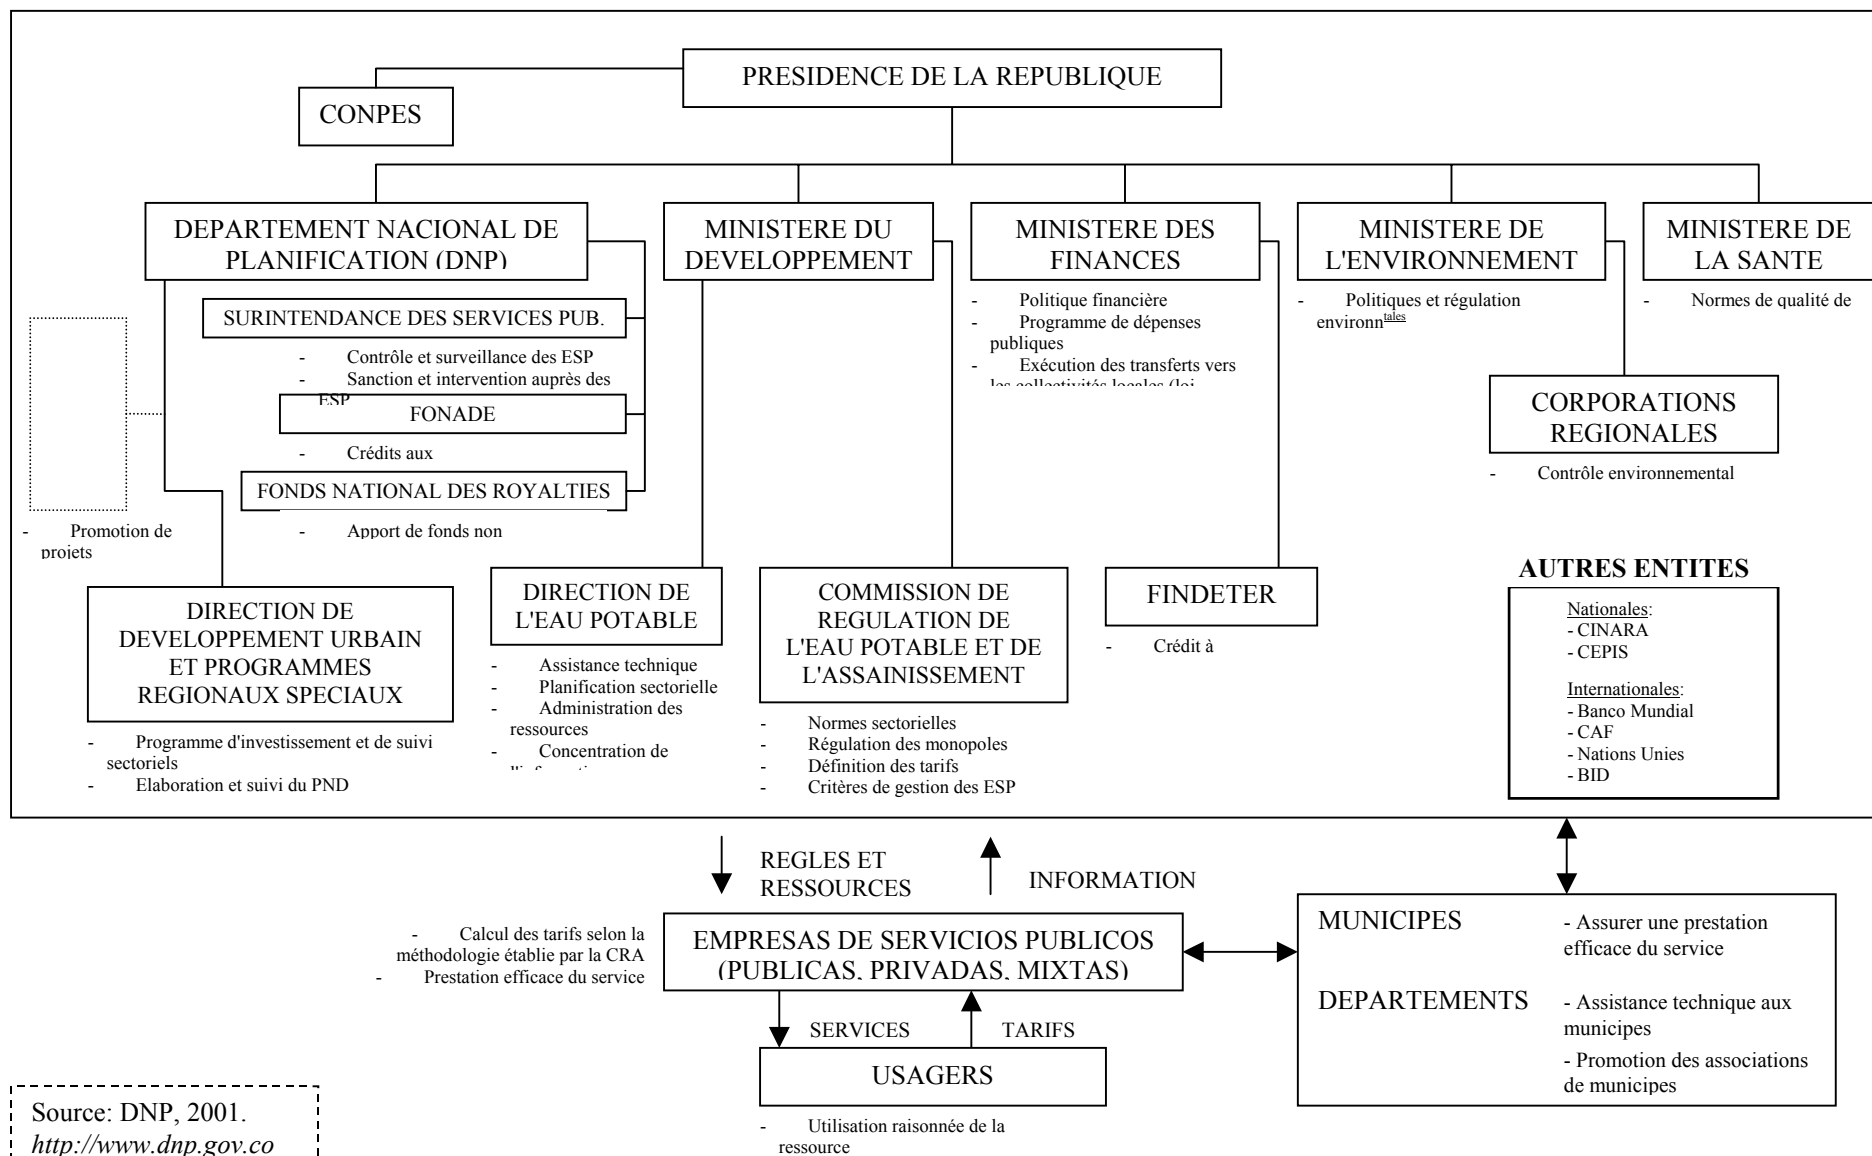 PRESIDENCE DE LA REPUBLIQUE
CONPES
DEPARTEMENT NACIONAL DE
PLANIFICATION (DNP)
SURINTENDANCE DES SERVICES PUB.
- Contrôle et surveillance des ESP
- Sanction et intervention auprès des
ESP
FONADE
- Crédits aux
FONDS NATIONAL DES ROYALTIES
- Apport de fonds non
- Promotion de
projets
DIRECTION DE
DEVELOPPEMENT URBAIN
ET PROGRAMMES
REGIONAUX SPECIAUX
- Programme d'investissement et de suivi
sectoriels
- Elaboration et suivi du PND
MINISTERE DU
DEVELOPPEMENT
DIRECTION DE
L'EAU POTABLE
- Assistance technique
- Planification sectorielle
- Administration des
ressources
- Concentration de
COMMISSION DE
REGULATION DE
L'EAU POTABLE ET DE
L'ASSAINISSEMENT
- Normes sectorielles
- Régulation des monopoles
- Définition des tarifs
- Critères de gestion des ESP
MINISTERE DES
FINANCES
- Politique financière
- Programme de dépenses
publiques
- Exécution des transferts vers
les collectivités locales (loi
FINDETER
- Crédit à
MINISTERE DE
L'ENVIRONNEMENT
- Politiques et régulation
environntales
CORPORATIONS
REGIONALES
- Contrôle environmental
MINISTERE DE
LA SANTE
- Normes de qualité de
AUTRES ENTITES
Nationales:
- CINARA
- CEPIS
Internationales:
- Banco Mundial
- CAF
- Nations Unies
- BID
REGLES ET
RESSOURCES
INFORMATION
- Calcul des tarifs selon la
méthodologie établie par la CRA
- Prestation efficace du service
EMPRESAS DE SERVICIOS PUBLICOS
(PUBLICAS, PRIVADAS, MIXTAS)
SERVICES
TARIFS
USAGERS
- Utilisation raisonnée de la
ressource
MUNICIPES
- Assurer une prestation
efficace du service
DEPARTEMENTS
- Assistance technique aux
municipes
- Promotion des associations
de municipes
Source: DNP, 2001.
http://www.dnp.gov.co